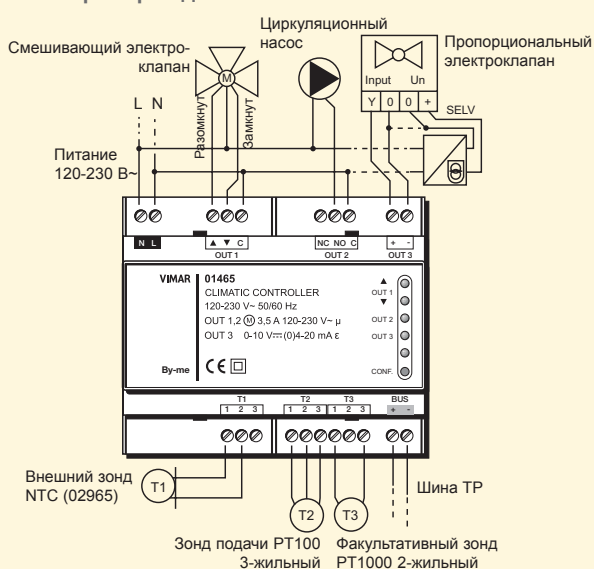 Циркуляционный
насос
Смешивающий электро-
клапан
Пропорциональный
электроклапан
M
Input Un
Y 0 0 +
SELV
L N
Разомкнут
Замкнут
Питание
120-230 В~
N L
▲ ▼ C
NC NO C
+ -
OUT 1
OUT 2
OUT 3
VIMAR
01465
CLIMATIC CONTROLLER
120-230 V~ 50/60 Hz
OUT 1,2 M 3,5 A 120-230 V~ µ
OUT 3 0-10 V (0)4-20 mA ε
CE
By-me
▲
OUT 1
▼
OUT 2
OUT 3
CONF.
T1 T2 T3 BUS
1 2 3 1 2 3 1 2 3 + -
Внешний зонд
NTC (02965)
T1
T2
T3
Шина TP
Зонд подачи PT100
3-жильный
Факультативный зонд
PT1000 2-жильный